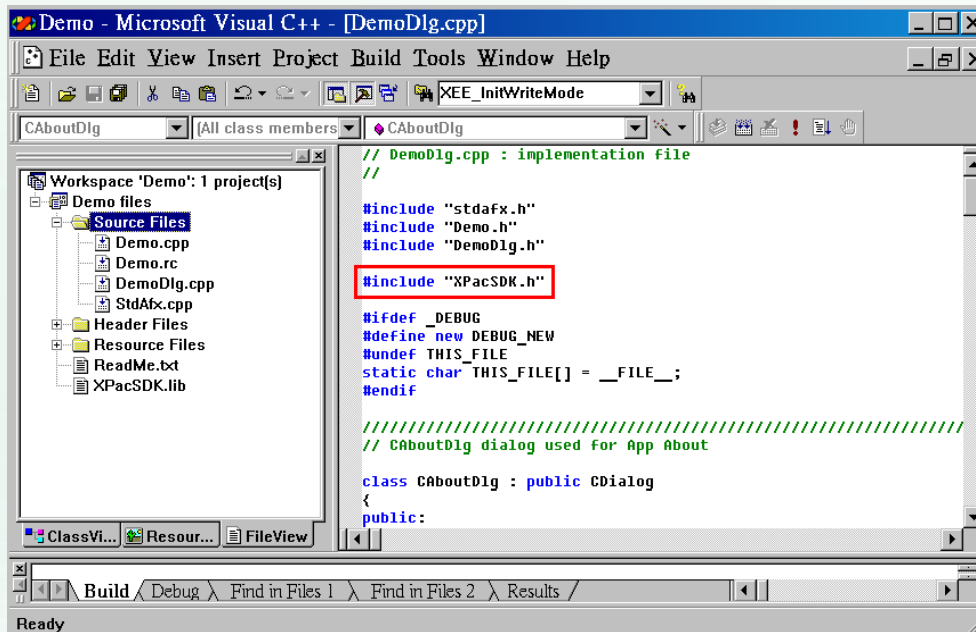 Demo - Microsoft Visual C++ - [DemoDlg.cpp]
File Edit View Insert Project Build Tools Window Help
XEE_InitWriteMode
CAboutDlg
(All class members
CAboutDlg
Workspace 'Demo': 1 project(s)
Demo files
Source Files
Demo.cpp
Demo.rc
DemoDlg.cpp
StdAfx.cpp
Header Files
Resource Files
ReadMe.txt
XPacSDK.lib
ClassVi... Resour... FileView
// DemoDlg.cpp : implementation file
//
#include "stdafx.h"
#include "Demo.h"
#include "DemoDlg.h"
#include "XPacSDK.h"
#ifdef _DEBUG
#define new DEBUG_NEW
#undef THIS_FILE
static char THIS_FILE[] = __FILE__;
#endif
/////////////////////////////////////////////////////////////////////////////
// CAboutDlg dialog used for App About
class CAboutDlg : public CDialog
{
public:
Build Debug Find in Files 1 Find in Files 2 Results
Ready